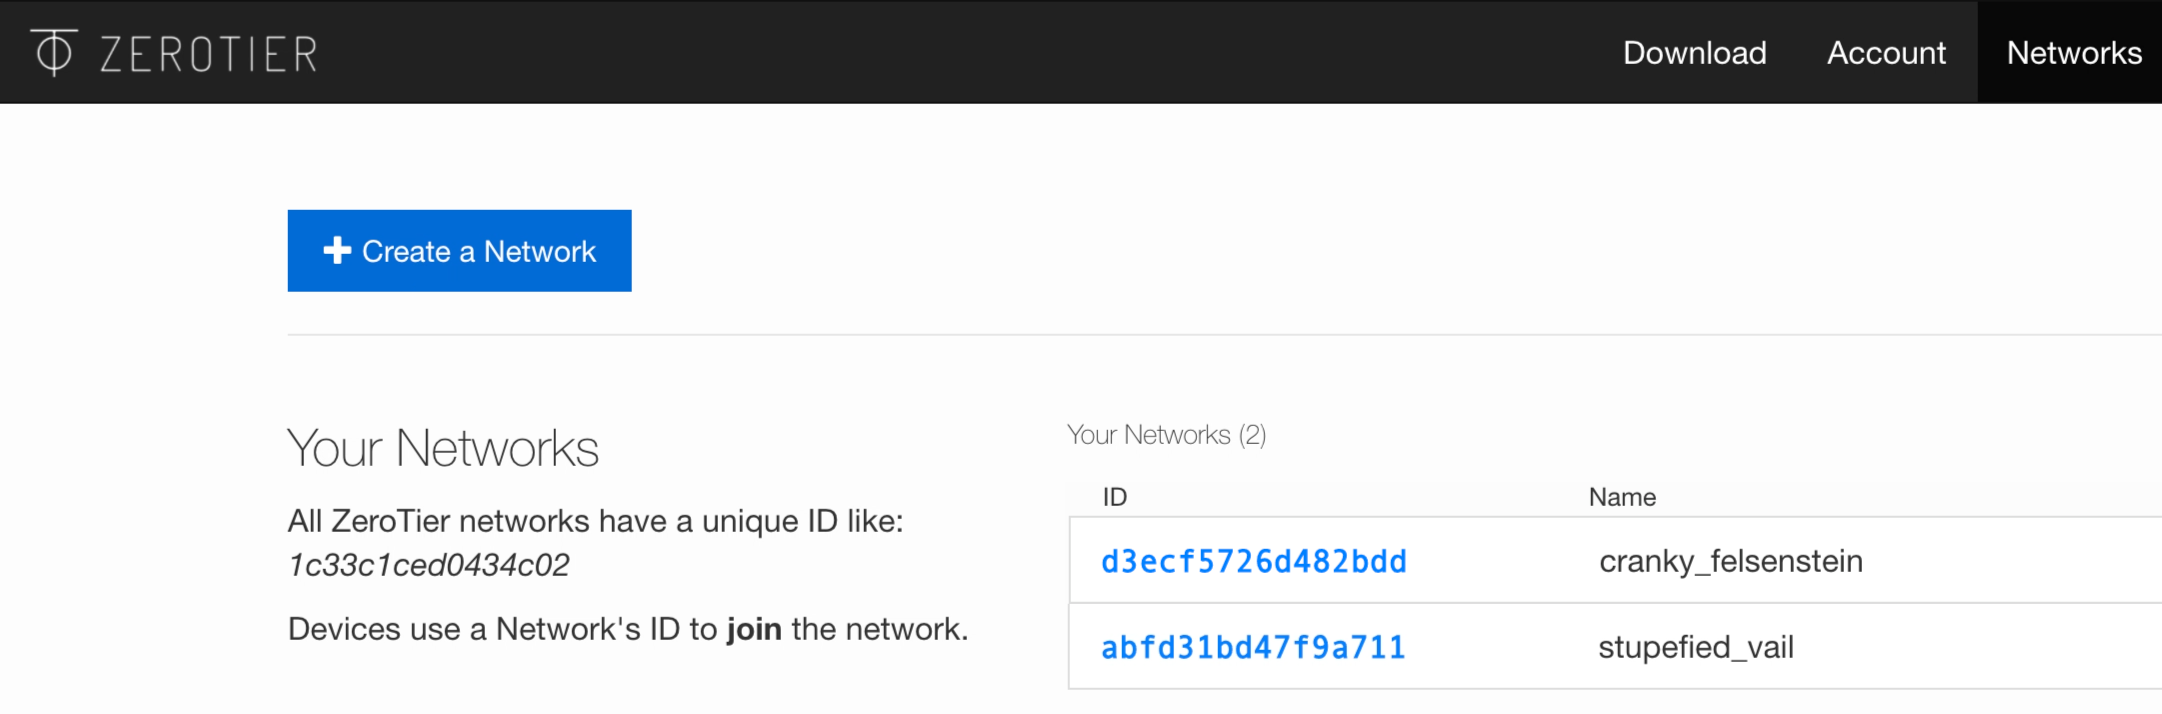 ZEROTIER
Download Account Networks
Create a Network
Your Networks
All ZeroTier networks have a unique ID like:
1c33c1ced0434c02
Devices use a Network's ID to join the network.
Your Networks (2)
ID Name
d3ecf5726d482bdd cranky_felsenstein
abfd31bd47f9a711 stupefied_vail